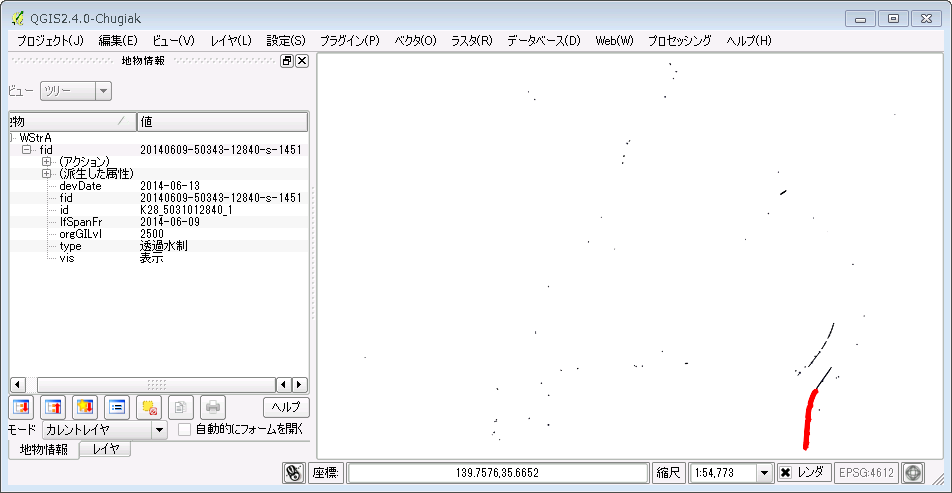 QGIS2.4.0-Chugiak
プロジェクト(J) 編集(E) ビュー(V) レイヤ(L) 設定(S) プラグイン(P) ベクタ(O) ラスタ(R) データベース(D) Web(W) プロセッシング ヘルプ(H)
地物情報
ビュー ツリー
地物 値
WStrA
fid 20140609-50343-12840-s-1451
(アクション)
(派生した属性)
devDate 2014-06-13
fid 20140609-50343-12840-s-1451
id K28_5031012840_1
lfSpanFr 2014-06-09
orgGILvl 2500
type 透過水制
vis 表示
ヘルプ
モード カレントレイヤ 自動的にフォームを開く
地物情報 レイヤ
座標: 139.7576,35.6652 縮尺 1:54,773 レンダ EPSG:4612